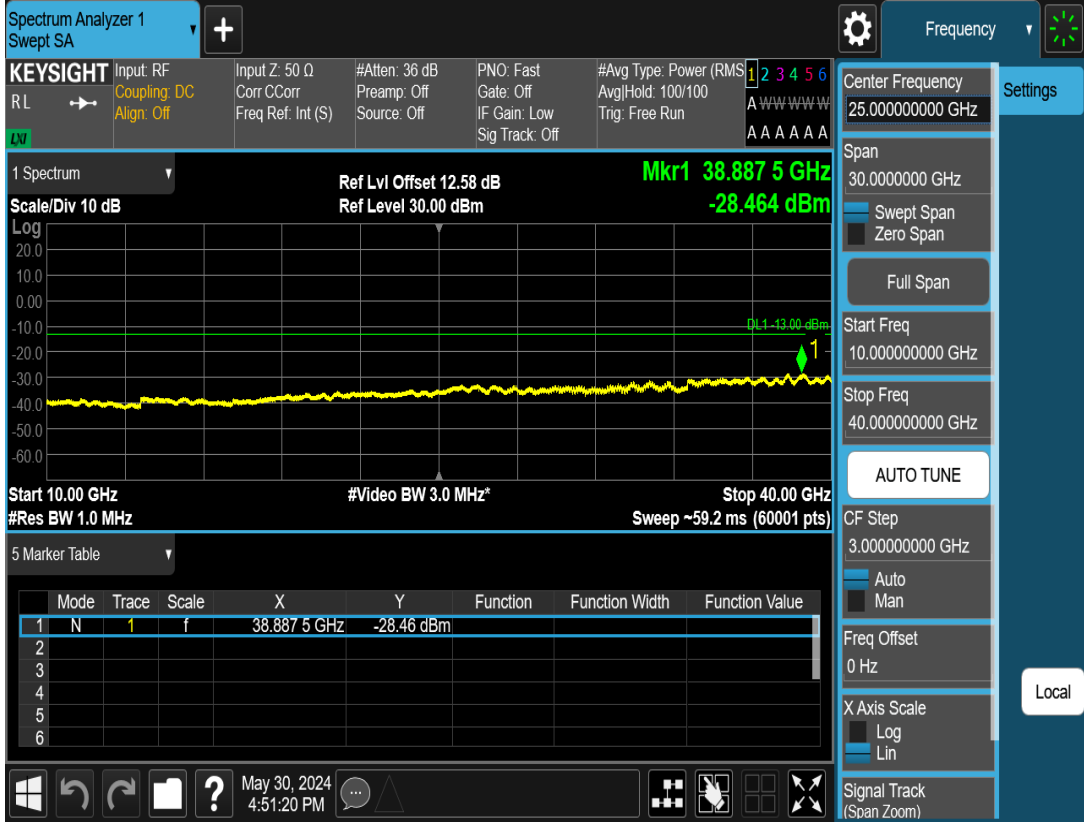 Spectrum Analyzer 1
Swept SA
+
Frequency
KEYSIGHT
RL
LXI
Input: RF
Coupling: DC
Align: Off
Input Z: 50 Ω
Corr CCorr
Freq Ref: Int (S)
#Atten: 36 dB
Preamp: Off
Source: Off
PNO: Fast
Gate: Off
IF Gain: Low
Sig Track: Off
#Avg Type: Power (RMS
Avg|Hold: 100/100
Trig: Free Run
1 2 3 4 5 6
A W W W W W
A A A A A A
1 Spectrum
Scale/Div 10 dB
Ref Lvl Offset 12.58 dB
Ref Level 30.00 dBm
Mkr1 38.887 5 GHz
-28.464 dBm
Log
20.0
10.0
0.00
-10.0
-20.0
-30.0
-40.0
-50.0
-60.0
DL1 -13.00 dBm
1
Start 10.00 GHz
#Res BW 1.0 MHz
#Video BW 3.0 MHz*
Stop 40.00 GHz
Sweep ~59.2 ms (60001 pts)
5 Marker Table
Mode Trace Scale X Y Function Function Width Function Value
1 N 1 f 38.887 5 GHz -28.46 dBm
2
3
4
5
6
?
May 30, 2024
4:51:20 PM
Center Frequency
25.000000000 GHz
Span
30.0000000 GHz
Swept Span
Zero Span
Full Span
Start Freq
10.000000000 GHz
Stop Freq
40.000000000 GHz
AUTO TUNE
CF Step
3.000000000 GHz
Auto
Man
Freq Offset
0 Hz
X Axis Scale
Log
Lin
Signal Track
(Span Zoom)
Settings
Local